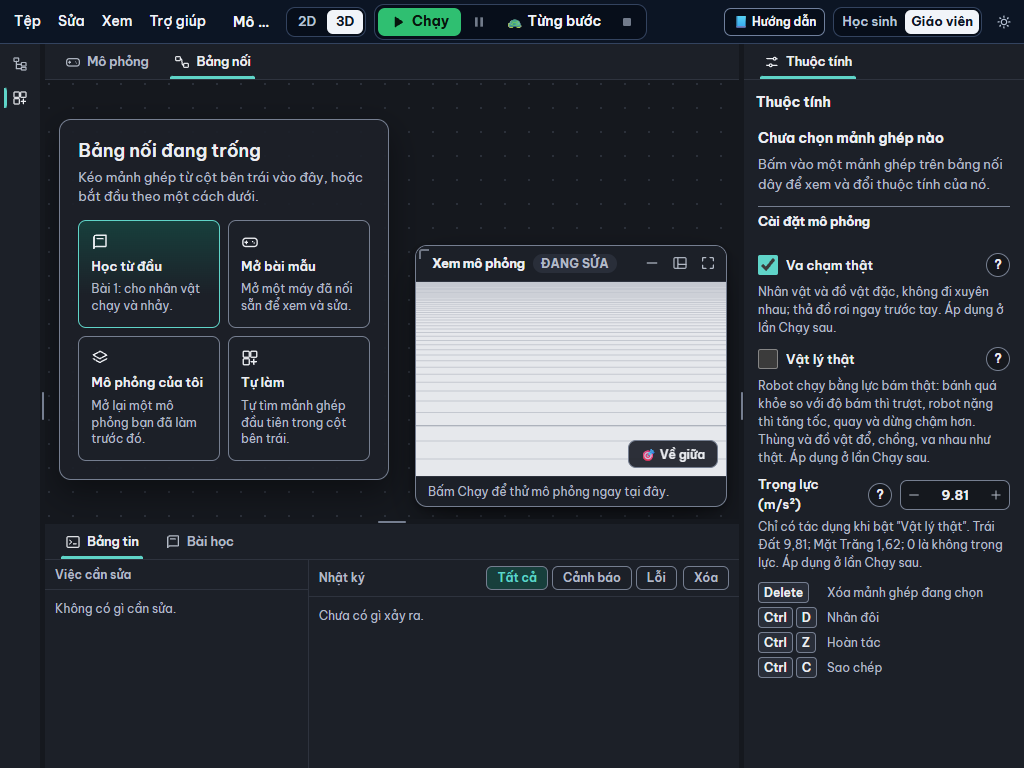 Tệp Sửa Xem Trợ giúp Mô ... 2D 3D Chạy Từng bước Hướng dẫn Học sinh Giáo viên
Mô phỏng Bảng nối
Bảng nối đang trống
Kéo mảnh ghép từ cột bên trái vào đây, hoặc
bắt đầu theo một cách dưới.
Học từ đầu
Bài 1: cho nhân vật
chạy và nhảy.
Mở bài mẫu
Mở một máy đã nối
sẵn để xem và sửa.
Mô phỏng của tôi
Mở lại một mô
phỏng bạn đã làm
trước đó.
Tự làm
Tự tìm mảnh ghép
đầu tiên trong cột
bên trái.
Xem mô phỏng ĐANG SỬA
Về giữa
Bấm Chạy để thử mô phỏng ngay tại đây.
Bảng tin Bài học
Việc cần sửa
Không có gì cần sửa.
Nhật ký Tất cả Cảnh báo Lỗi Xóa
Chưa có gì xảy ra.
Thuộc tính
Thuộc tính
Chưa chọn mảnh ghép nào
Bấm vào một mảnh ghép trên bảng nối
dây để xem và đổi thuộc tính của nó.
Cài đặt mô phỏng
Va chạm thật ?
Nhân vật và đồ vật đặc, không đi xuyên
nhau; thả đồ rơi ngay trước tay. Áp dụng ở
lần Chạy sau.
Vật lý thật ?
Robot chạy bằng lực bám thật: bánh quá
khỏe so với độ bám thì trượt, robot nặng
thì tăng tốc, quay và dừng chậm hơn.
Thùng và đồ vật đổ, chồng, va nhau như
thật. Áp dụng ở lần Chạy sau.
Trọng lực
(m/s²) ? − 9.81 +
Chỉ có tác dụng khi bật "Vật lý thật". Trái
Đất 9,81; Mặt Trăng 1,62; 0 là không trọng
lực. Áp dụng ở lần Chạy sau.
Delete Xóa mảnh ghép đang chọn
Ctrl D Nhân đôi
Ctrl Z Hoàn tác
Ctrl C Sao chép